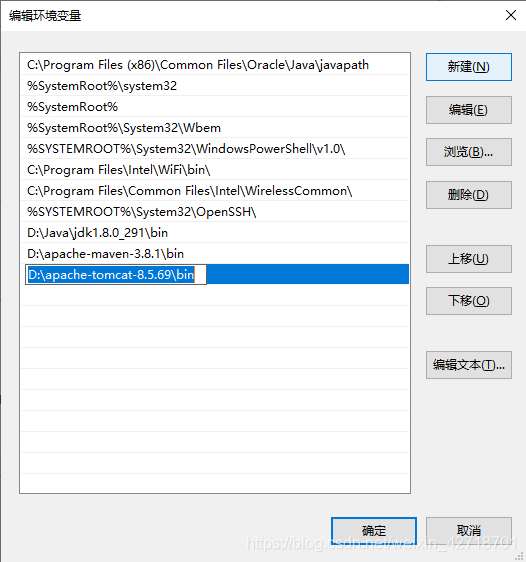 编辑环境变量
C:\Program Files (x86)\Common Files\Oracle\Java\javapath
%SystemRoot%\system32
%SystemRoot%
%SystemRoot%\System32\Wbem
%SYSTEMROOT%\System32\WindowsPowerShell\v1.0\
C:\Program Files\Intel\WiFi\bin\
C:\Program Files\Common Files\Intel\WirelessCommon\
%SYSTEMROOT%\System32\OpenSSH\
D:\Java\jdk1.8.0_291\bin
D:\apache-maven-3.8.1\bin
D:\apache-tomcat-8.5.69\bin
新建(N)
编辑(E)
浏览(B)...
删除(D)
上移(U)
下移(O)
编辑文本(T)...
确定
取消
https://blog.csdn.net/weixin_42718701